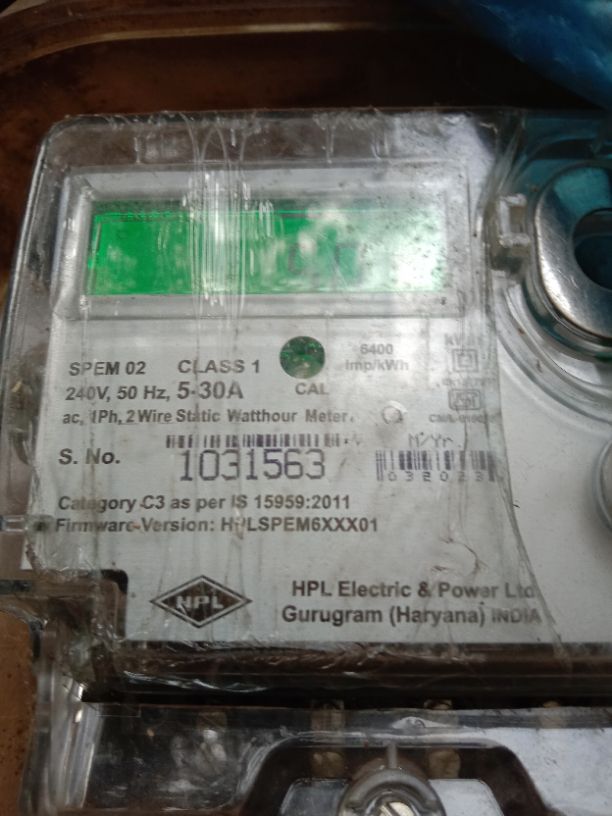 SPEM 02 CLASS 1
6400
imp/kWh
240V, 50 Hz, 5-30A
CAL
ac, 1Ph, 2 Wire Static Watthour Meter.
M/Yr.
S. No. 1031563
032023
Category C3 as per IS 15959:2011
Firmware Version: HPLSPEM6XXX01
HPL
HPL Electric & Power Ltd
Gurugram (Haryana) INDIA